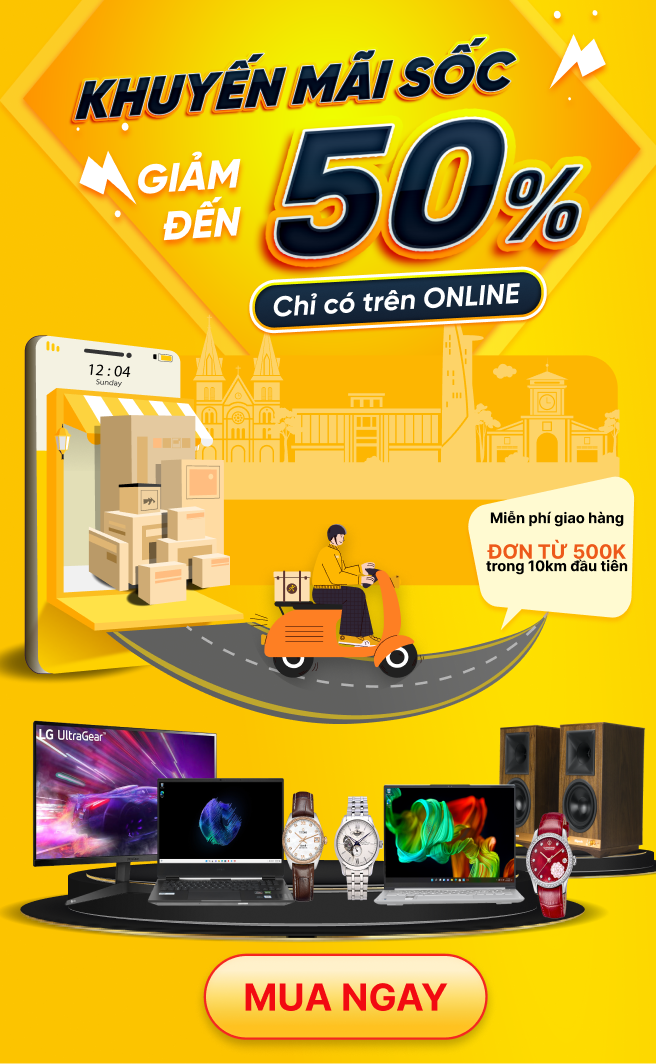 KHUYẾN MÃI SỐC
GIẢM
ĐẾN
50%
Chỉ có trên ONLINE
12 : 04
Sunday
Miễn phí giao hàng
ĐƠN TỪ 500K
trong 10km đầu tiên
LG UltraGear™
MUA NGAY